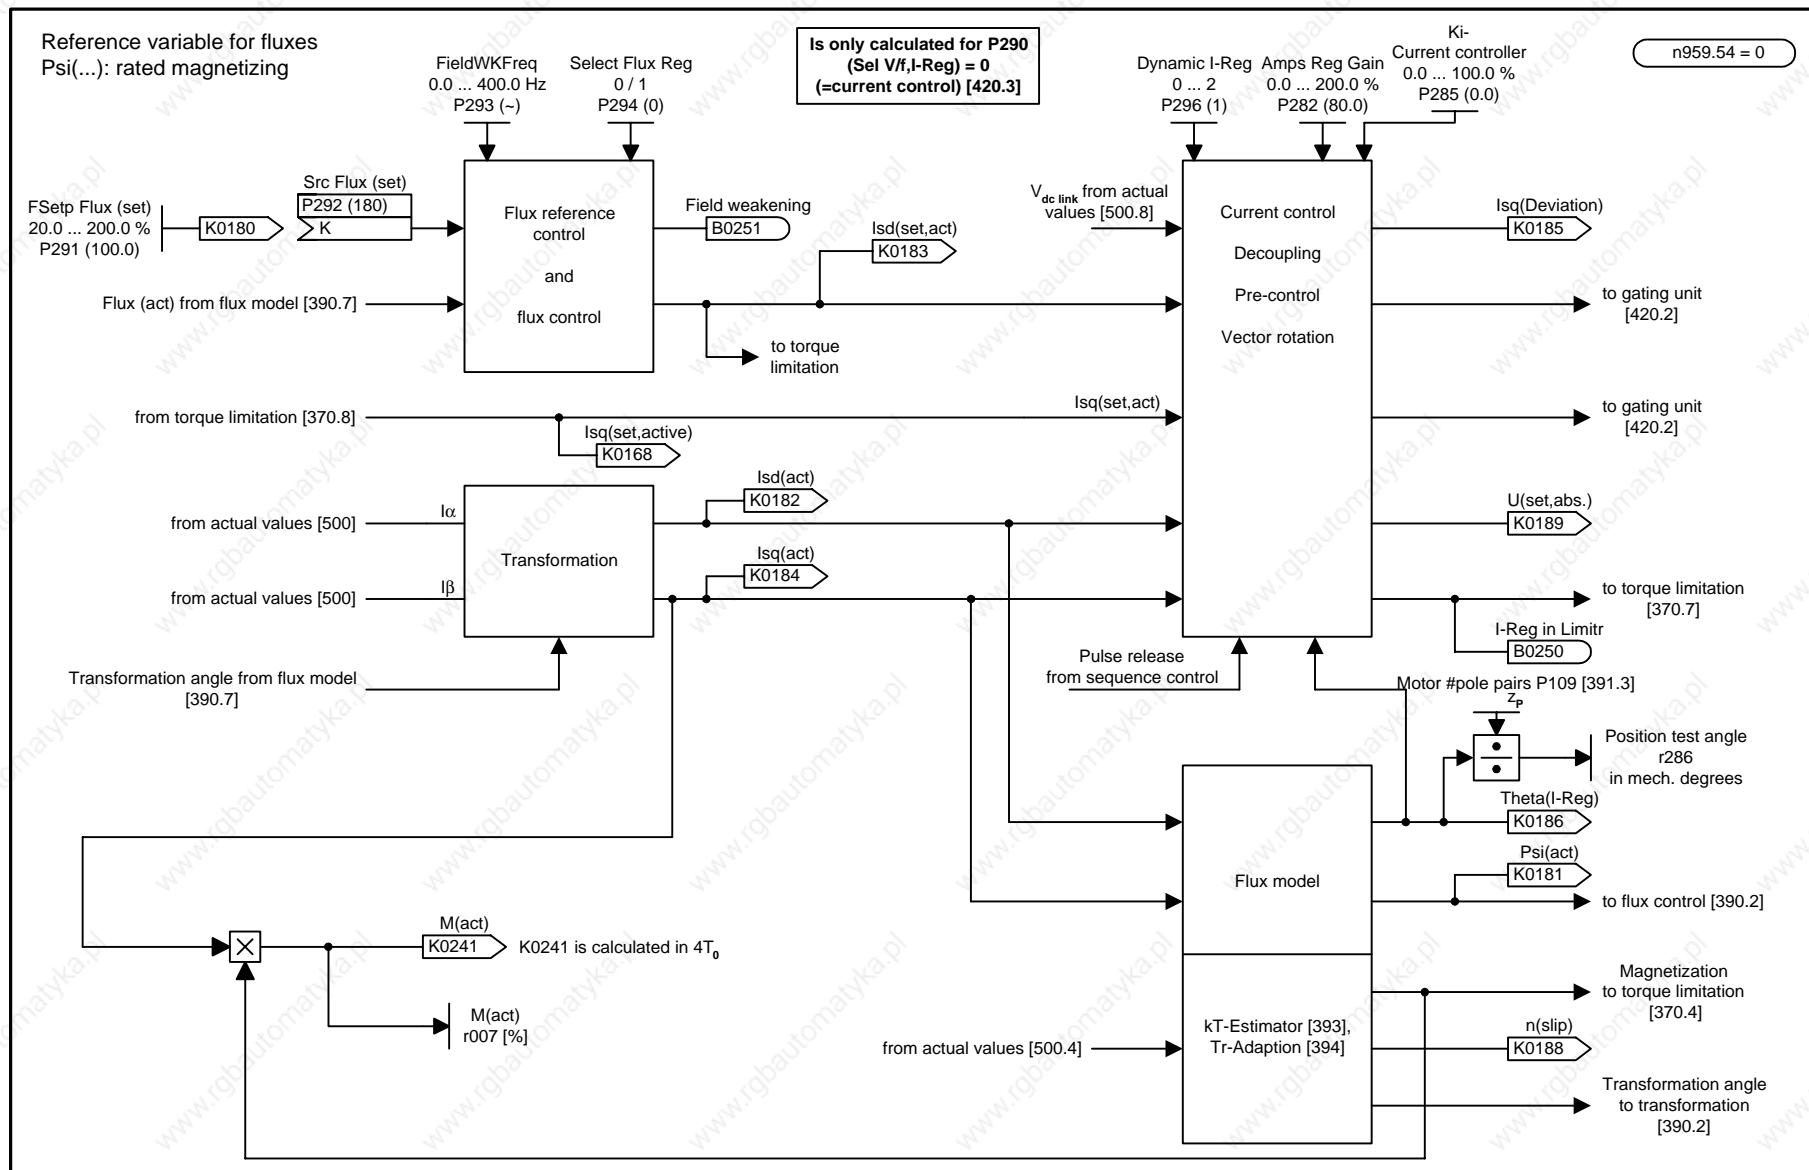 Reference variable for fluxes
Psi(...): rated magnetizing
FieldWKFreq
0.0 ... 400.0 Hz
P293 (~)
Select Flux Reg
0 / 1
P294 (0)
Is only calculated for P290
(Sel V/f,I-Reg) = 0
(=current control) [420.3]
Dynamic I-Reg
0 ... 2
P296 (1)
Amps Reg Gain
0.0 ... 200.0 %
P282 (80.0)
Ki-
Current controller
0.0 ... 100.0 %
P285 (0.0)
n959.54 = 0
FSetp Flux (set)
20.0 ... 200.0 %
P291 (100.0)
K0180
Src Flux (set)
P292 (180)
K
Flux reference
control
and
flux control
Field weakening
B0251
Isd(set,act)
K0183
Vdc link from actual
values [500.8]
Current control
Decoupling
Pre-control
Vector rotation
Isq(Deviation)
K0185
Flux (act) from flux model [390.7]
to gating unit
[420.2]
to torque
limitation
from torque limitation [370.8]
Isq(set,act)
to gating unit
[420.2]
Isq(set,active)
K0168
Isd(act)
K0182
from actual values [500]
Iα
Transformation
U(set,abs.)
K0189
Isq(act)
K0184
from actual values [500]
Iβ
to torque limitation
[370.7]
I-Reg in Limitr
B0250
Transformation angle from flux model
[390.7]
Pulse release
from sequence control
Motor #pole pairs P109 [391.3]
zP
Position test angle
r286
in mech. degrees
Theta(I-Reg)
K0186
Flux model
Psi(act)
K0181
to flux control [390.2]
M(act)
K0241
K0241 is calculated in 4T0
M(act)
r007 [%]
Magnetization
to torque limitation
[370.4]
kT-Estimator [393],
Tr-Adaption [394]
from actual values [500.4]
n(slip)
K0188
Transformation angle
to transformation
[390.2]
www.rgbautomatyka.pl